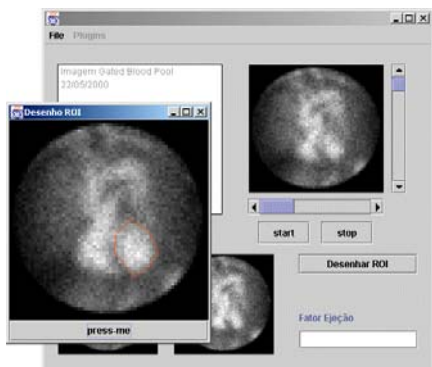 File Plugins
Imagem Gated Blood Pool
22/05/2000
Desenho ROI
start stop
Desenhar ROI
Fator Ejeção
press-me